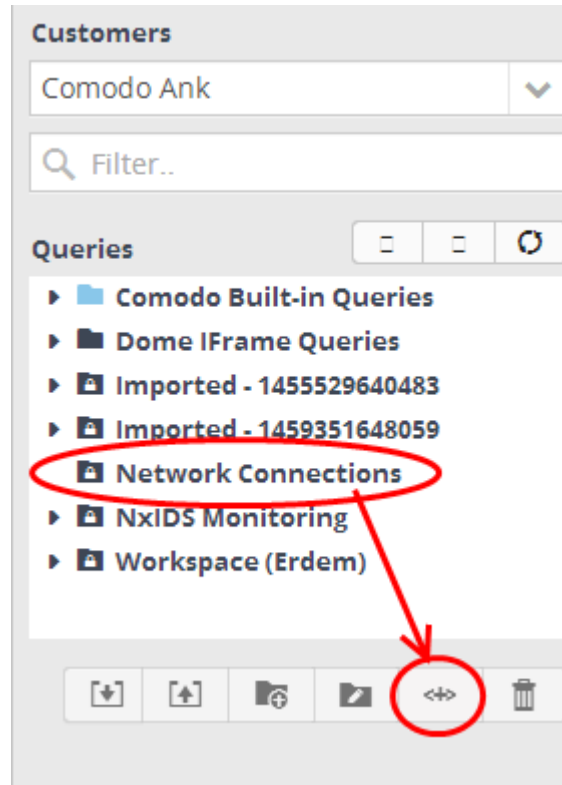 Customers
Comodo Ank
Filter..
Queries
Comodo Built-in Queries
Dome IFrame Queries
Imported - 1455529640483
Imported - 1459351648059
Network Connections
NxIDS Monitoring
Workspace (Erdem)